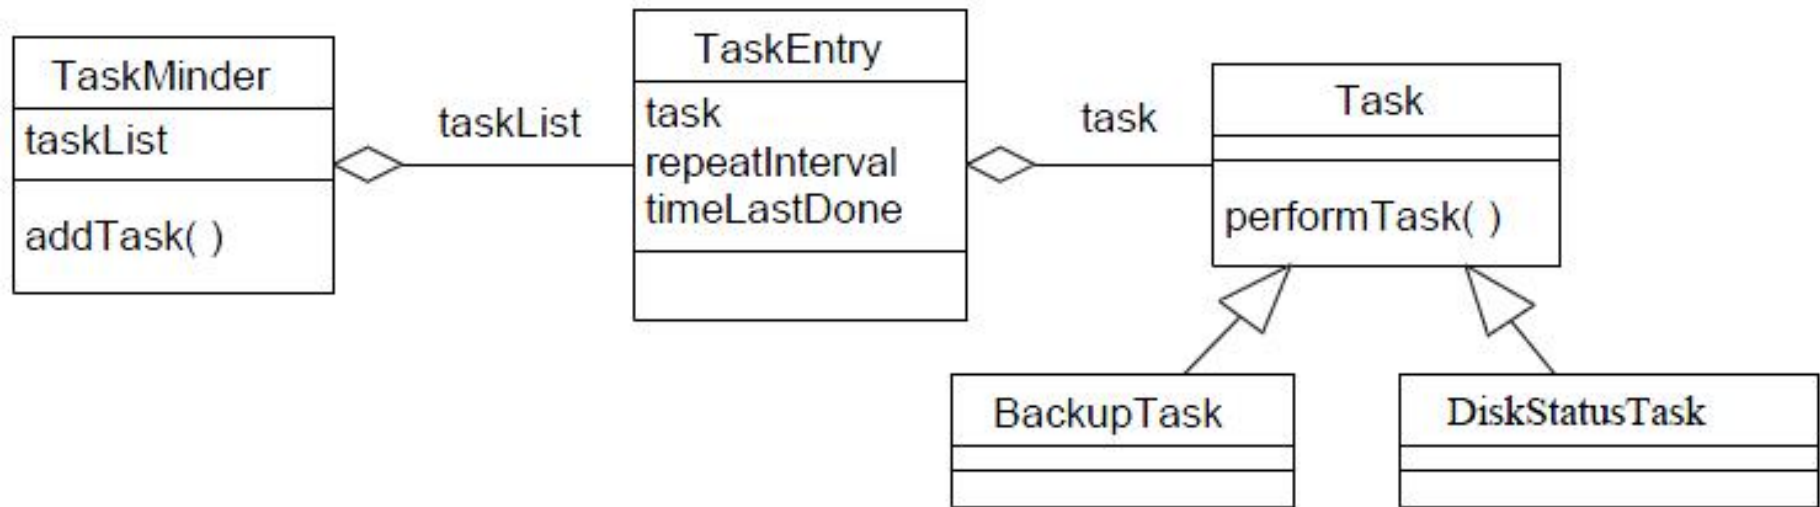 TaskMinder
taskList
addTask( )
taskList
TaskEntry
task
repeatInterval
timeLastDone
task
Task
performTask( )
BackupTask
DiskStatusTask